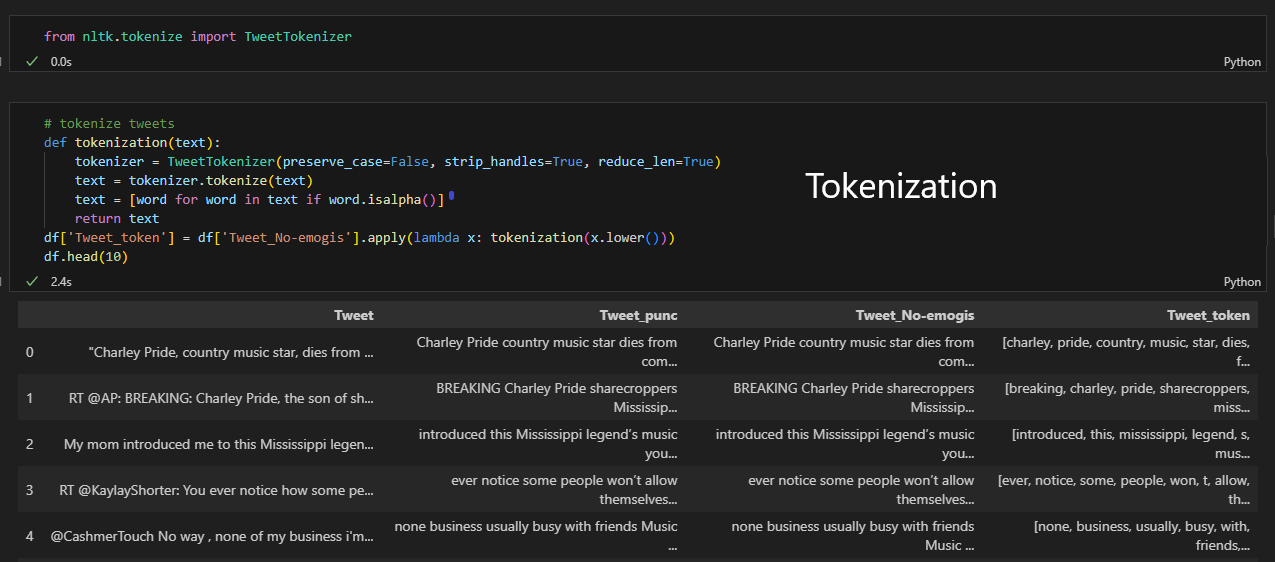 from nltk.tokenize import TweetTokenizer
0.0s
Python
# tokenize tweets
def tokenization(text):
    tokenizer = TweetTokenizer(preserve_case=False, strip_handles=True, reduce_len=True)
    text = tokenizer.tokenize(text)
    text = [word for word in text if word.isalpha()]
    return text
df['Tweet_token'] = df['Tweet_No-emogis'].apply(lambda x: tokenization(x.lower()))
df.head(10)
Tokenization
2.4s
Python
Tweet Tweet_punc Tweet_No-emogis Tweet_token
0 "Charley Pride, country music star, dies from ... Charley Pride country music star dies from com... Charley Pride country music star dies from com... [charley, pride, country, music, star, dies, f...
1 RT @AP: BREAKING: Charley Pride, the son of sh... BREAKING Charley Pride sharecroppers Mississip... BREAKING Charley Pride sharecroppers Mississip... [breaking, charley, pride, sharecroppers, miss...
2 My mom introduced me to this Mississippi legen... introduced this Mississippi legend’s music you... introduced this Mississippi legend’s music you... [introduced, this, mississippi, legend, s, mus...
3 RT @KaylayShorter: You ever notice how some pe... ever notice some people won’t allow themselves... ever notice some people won’t allow themselves... [ever, notice, some, people, won, t, allow, th...
4 @CashmerTouch No way , none of my business i'm... none business usually busy with friends Music ... none business usually busy with friends Music ... [none, business, usually, busy, with, friends,...